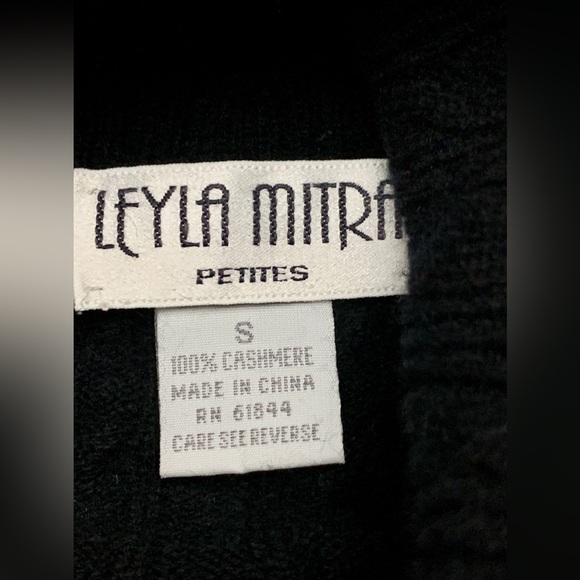 LEYLA MITRA
PETITES
S
100% CASHMERE
MADE IN CHINA
RN 61844
CARE SEE REVERSE